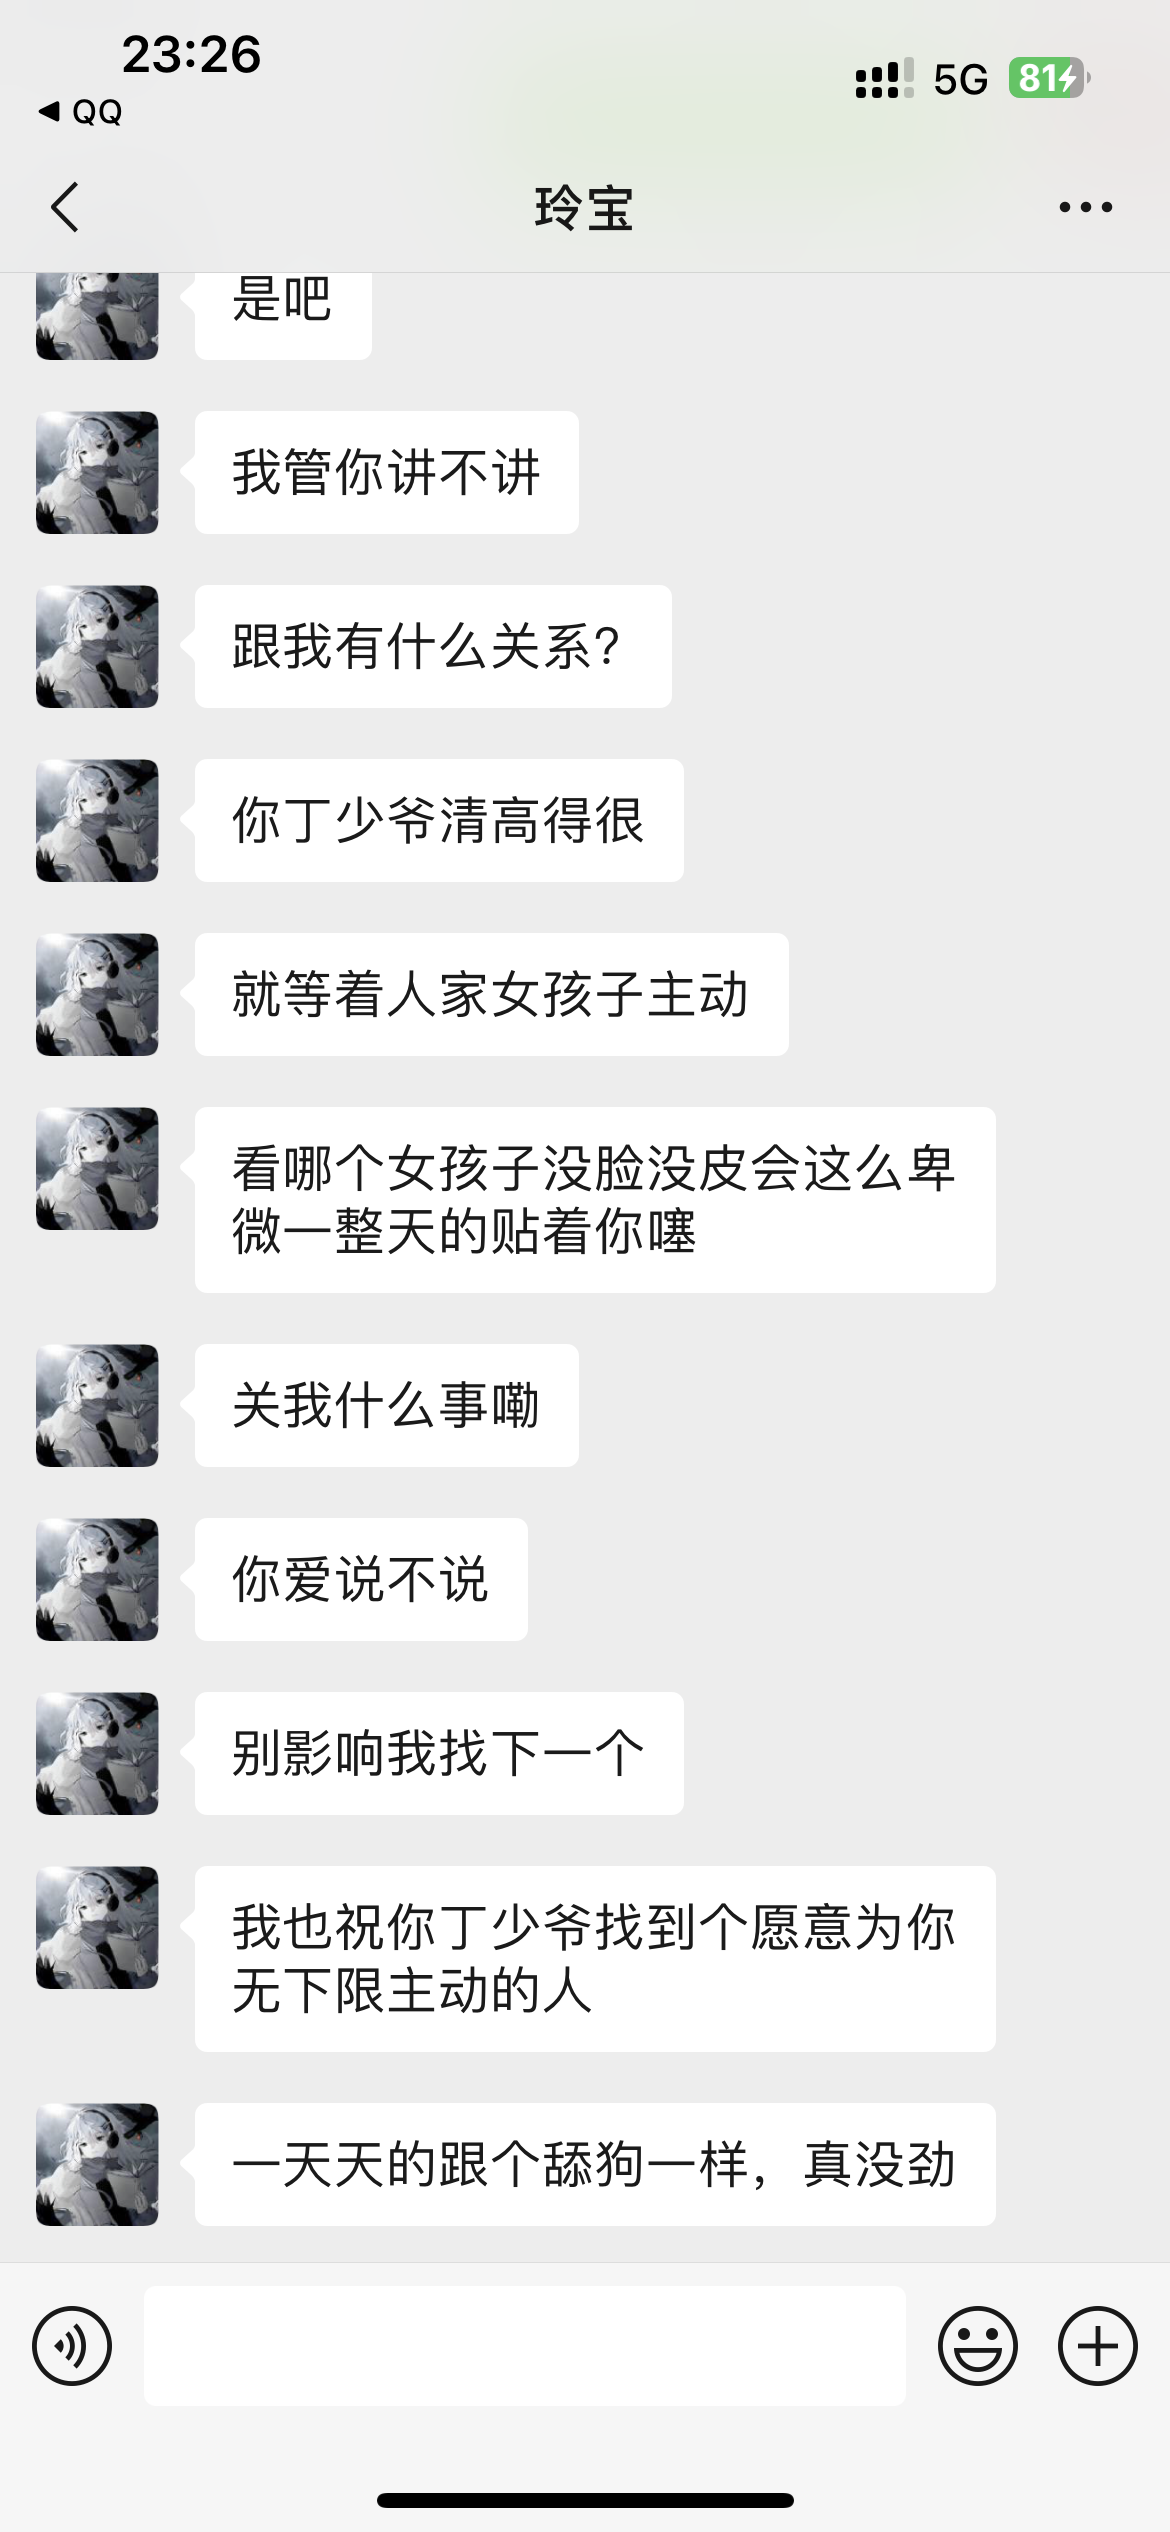 23:26
5G
81
QQ
玲宝
是吧
我管你讲不讲
跟我有什么关系?
你丁少爷清高得很
就等着人家女孩子主动
看哪个女孩子没脸没皮会这么卑
微一整天的贴着你噻
关我什么事嘞
你爱说不说
别影响我找下一个
我也祝你丁少爷找到个愿意为你
无下限主动的人
一天天的跟个舔狗一样，真没劲